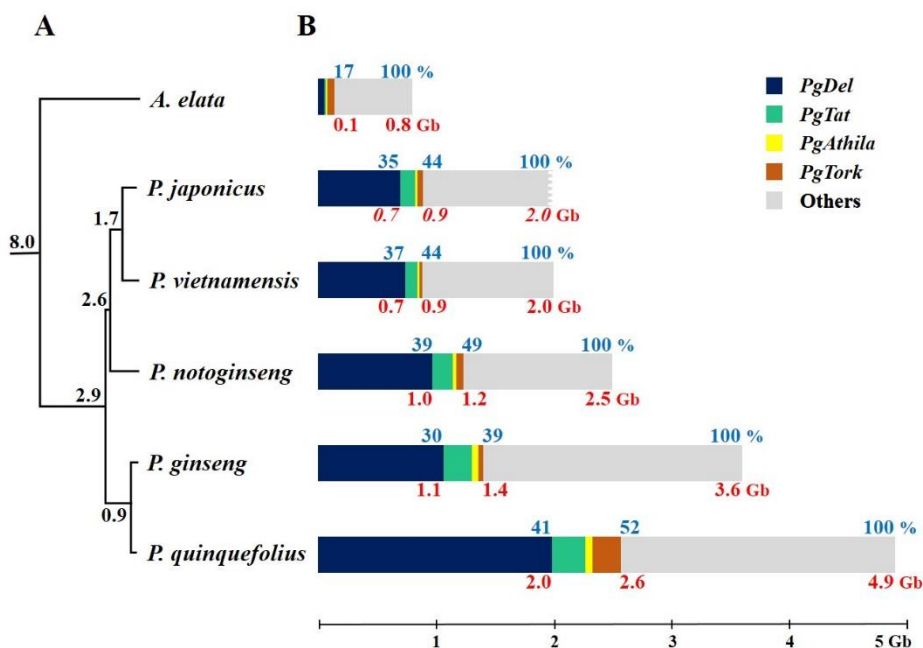 A B
17 100 %
A. elata
0.1 0.8 Gb
PgDel
PgTat
PgAthila
PgTork
Others
35 44 100 %
P. japonicus
0.7 0.9 2.0 Gb
1.7
8.0
37 44 100 %
P. vietnamensis
0.7 0.9 2.0 Gb
2.6
39 49 100 %
P. notoginseng
1.0 1.2 2.5 Gb
2.9
30 39 100 %
P. ginseng
1.1 1.4 3.6 Gb
0.9
41 52 100 %
P. quinquefolius
2.0 2.6 4.9 Gb
1 2 3 4 5 Gb